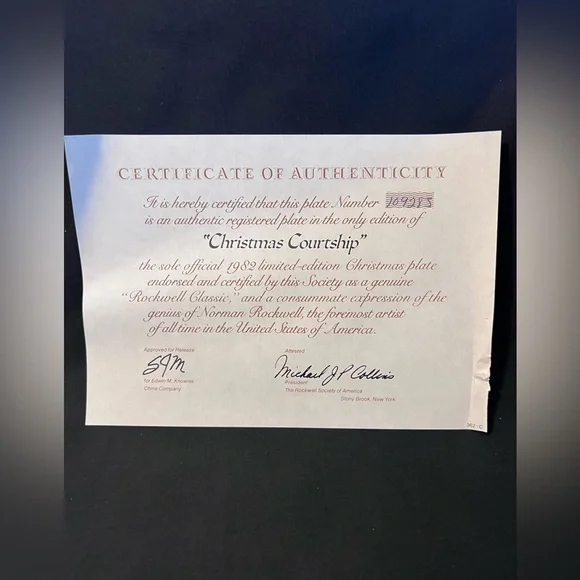 CERTIFICATE OF AUTHENTICITY
It is hereby certified that this plate Number
is an authentic registered plate in the only edition of
"Christmas Courtship"
the sole official 1982 limited-edition Christmas plate
endorsed and certified by this Society as a genuine
"Rockwell Classic," and a consummate expression of the
genius of Norman Rockwell, the foremost artist
of all time in the United States of America.
Approved for Release
SJM
for Edwin M. Knowles
China Company
Attested
Michael J P Collins
President
The Rockwell Society of America
Stony Brook, New York